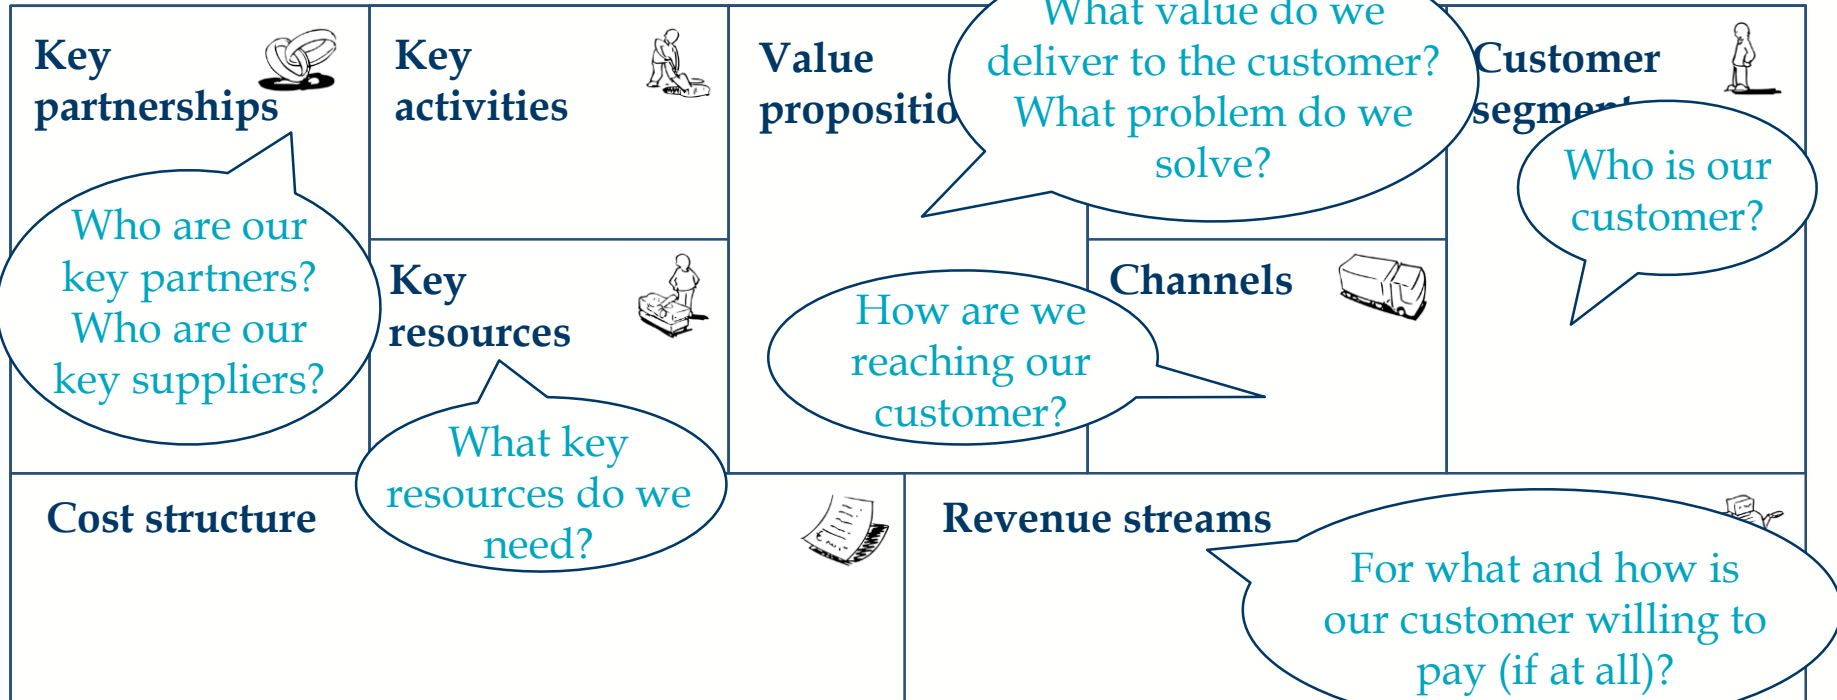 Key
partnerships
Who are our
key partners?
Who are our
key suppliers?
Key
activities
Key
resources
What key
resources do we
need?
Value
propositio
What value do we
deliver to the customer?
What problem do we
solve?
How are we
reaching our
customer?
Channels
Customer
segment
Who is our
customer?
Cost structure
Revenue streams
For what and how is
our customer willing to
pay (if at all)?